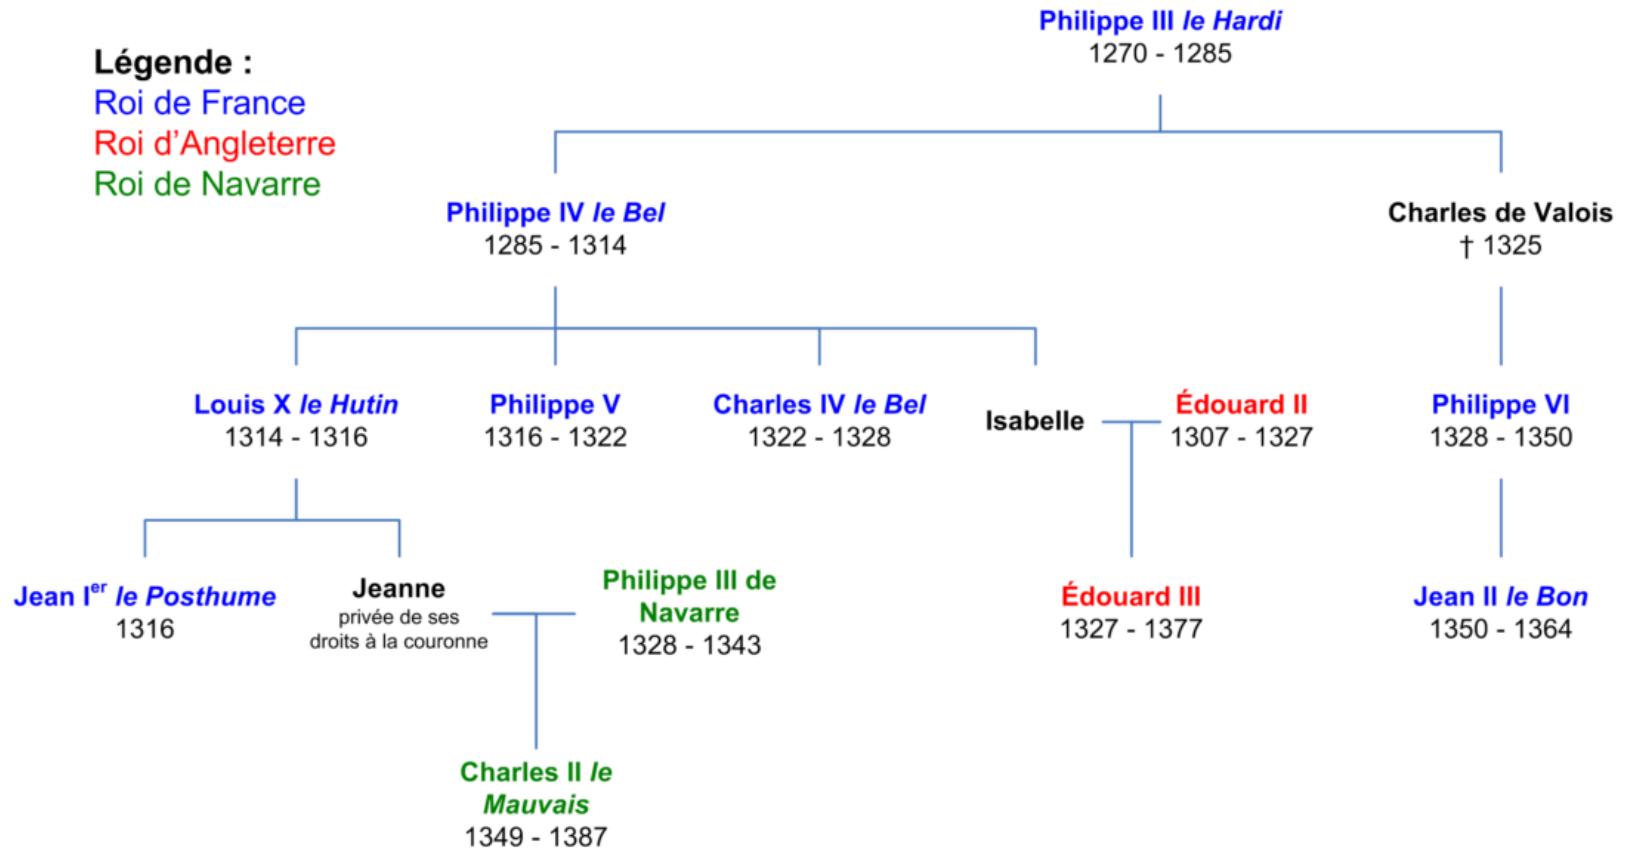 Philippe III le Hardi
1270 - 1285
Légende :
Roi de France
Roi d'Angleterre
Roi de Navarre
Philippe IV le Bel
1285 - 1314
Charles de Valois
† 1325
Louis X le Hutin
1314 - 1316
Philippe V
1316 - 1322
Charles IV le Bel
1322 - 1328
Isabelle
Édouard II
1307 - 1327
Philippe VI
1328 - 1350
Jean Ier le Posthume
1316
Jeanne
privée de ses
droits à la couronne
Philippe III de
Navarre
1328 - 1343
Édouard III
1327 - 1377
Jean II le Bon
1350 - 1364
Charles II le
Mauvais
1349 - 1387